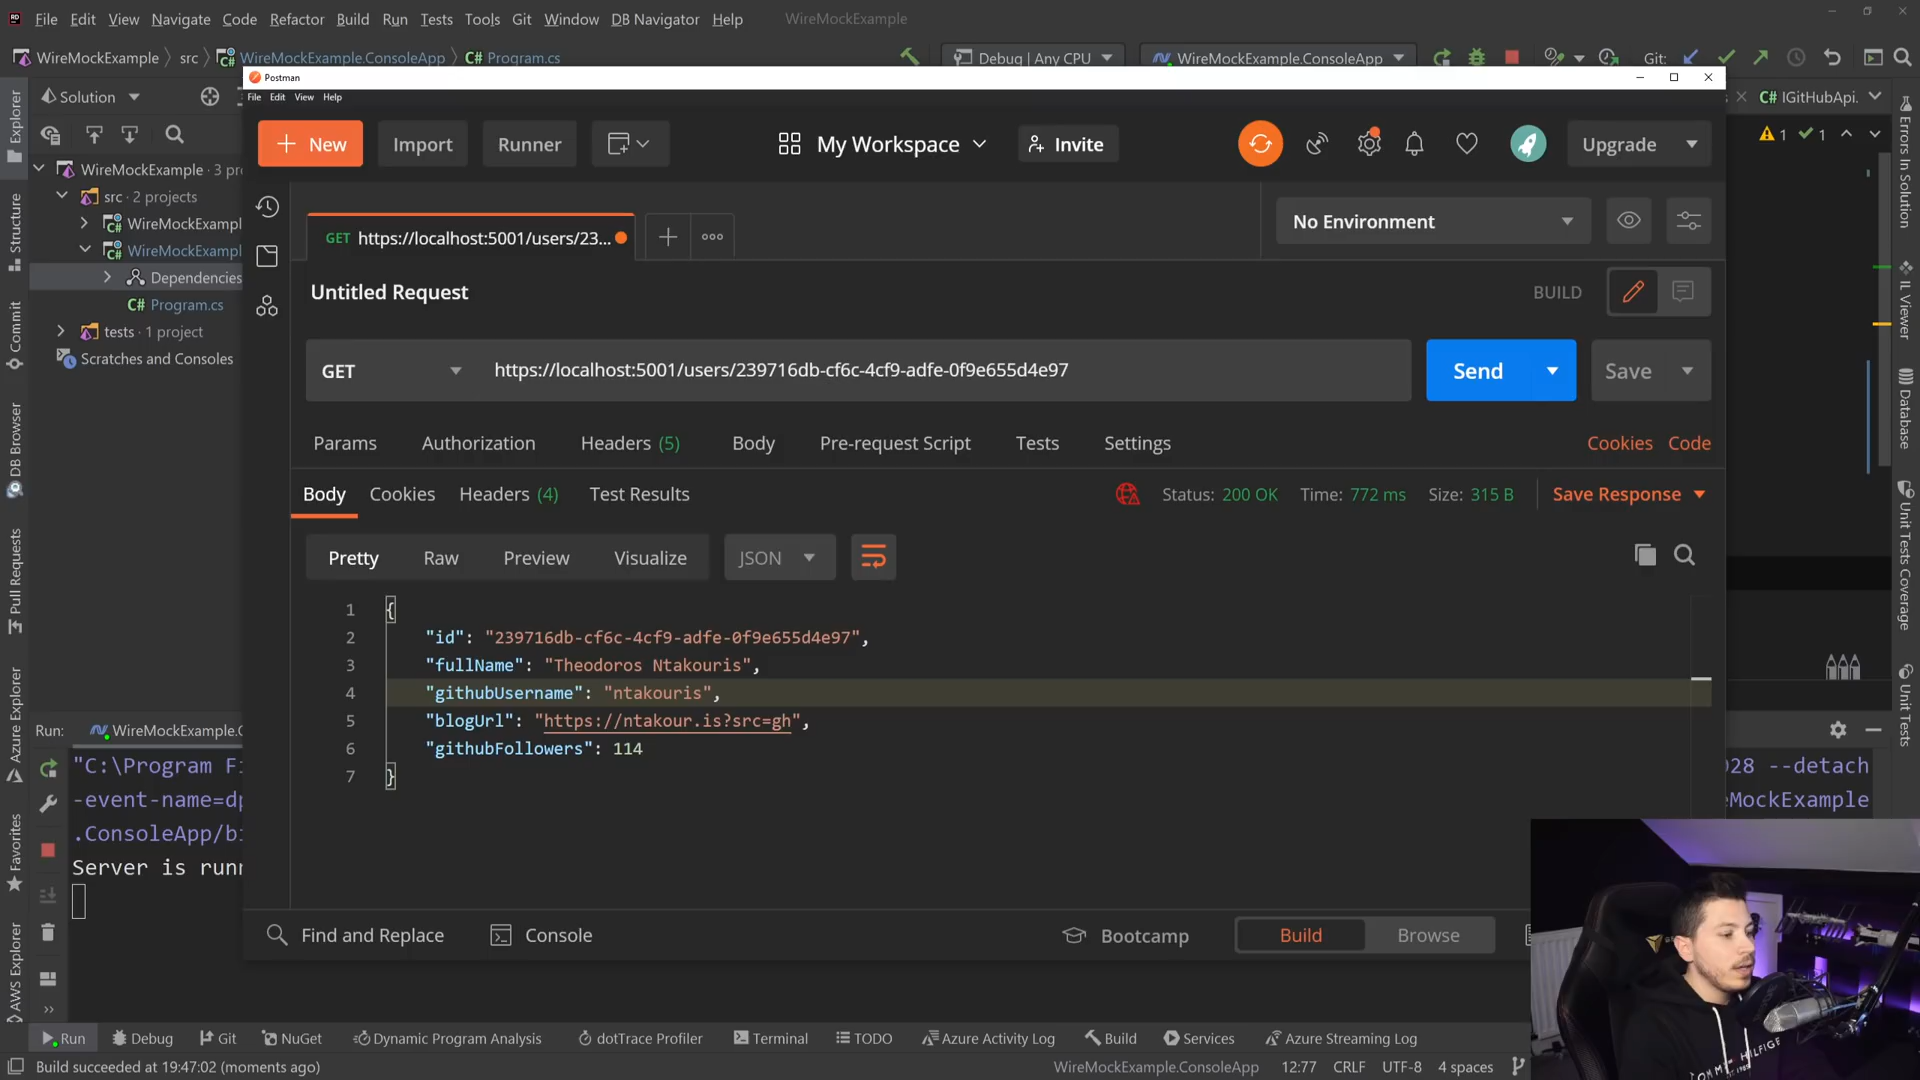 File Edit View Navigate Code Refactor Build Run Tests Tools Git Window DB Navigator Help WireMockExample
WireMockExample src WireMockExample.ConsoleApp C# Program.cs Debug | Any CPU WireMockExample.ConsoleApp Git:
Postman
File Edit View Help
Solution
C# IGitHubApi.
1 1
+ New Import Runner My Workspace Invite Upgrade
WireMockExample · 3 pr
src · 2 projects
WireMockExampl
WireMockExampl
Dependencies
C# Program.cs
tests · 1 project
Scratches and Consoles
GET https://localhost:5001/users/23... No Environment
Untitled Request BUILD
GET https://localhost:5001/users/239716db-cf6c-4cf9-adfe-0f9e655d4e97 Send Save
Params Authorization Headers (5) Body Pre-request Script Tests Settings Cookies Code
Body Cookies Headers (4) Test Results Status: 200 OK Time: 772 ms Size: 315 B Save Response
Pretty Raw Preview Visualize JSON
1 {
2 "id": "239716db-cf6c-4cf9-adfe-0f9e655d4e97",
3 "fullName": "Theodoros Ntakouris",
4 "githubUsername": "ntakouris",
5 "blogUrl": "https://ntakour.is?src=gh",
6 "githubFollowers": 114
7 }
Find and Replace Console Bootcamp Build Browse
Run: WireMockExample.C
"C:\Program Fi
-event-name=dp
.ConsoleApp/bi
Server is runn
028 --detach
eMockExample
Explorer
Structure
Commit
DB Browser
Pull Requests
Azure Explorer
Favorites
AWS Explorer
Errors In Solution
IL Viewer
Database
Unit Tests Coverage
Unit Tests
Run Debug Git NuGet Dynamic Program Analysis dotTrace Profiler Terminal TODO Azure Activity Log Build Services Azure Streaming Log
Build succeeded at 19:47:02 (moments ago) WireMockExample.ConsoleApp 12:77 CRLF UTF-8 4 spaces